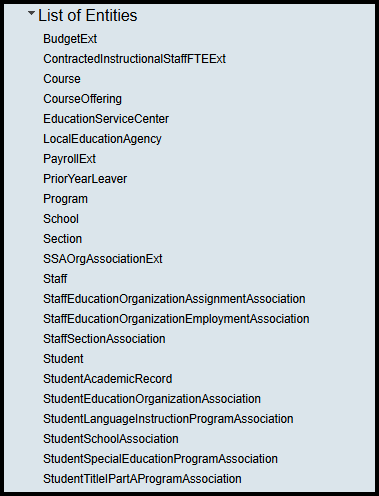 List of Entities
BudgetExt
ContractedInstructionalStaffFTEExt
Course
CourseOffering
EducationServiceCenter
LocalEducationAgency
PayrollExt
PriorYearLeaver
Program
School
Section
SSAOrgAssociationExt
Staff
StaffEducationOrganizationAssignmentAssociation
StaffEducationOrganizationEmploymentAssociation
StaffSectionAssociation
Student
StudentAcademicRecord
StudentEducationOrganizationAssociation
StudentLanguageInstructionProgramAssociation
StudentSchoolAssociation
StudentSpecialEducationProgramAssociation
StudentTitleIPartAProgramAssociation